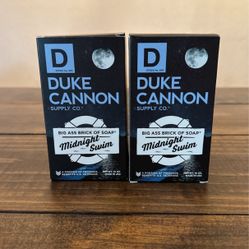 D
DUKE
CANNON
SUPPLY CO.
BIG ASS BRICK OF SOAP
Midnight
Swim
D
DUKE
CANNON
SUPPLY CO.
BIG ASS BRICK OF SOAP
Midnight
Swim